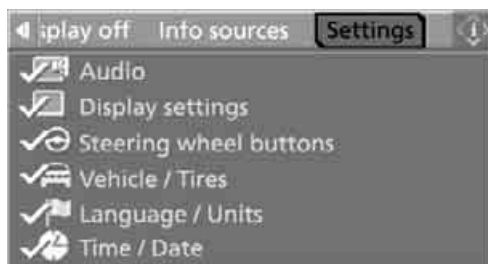 splay off Info sources Settings i
Audio
Display settings
Steering wheel buttons
Vehicle / Tires
Language / Units
Time / Date